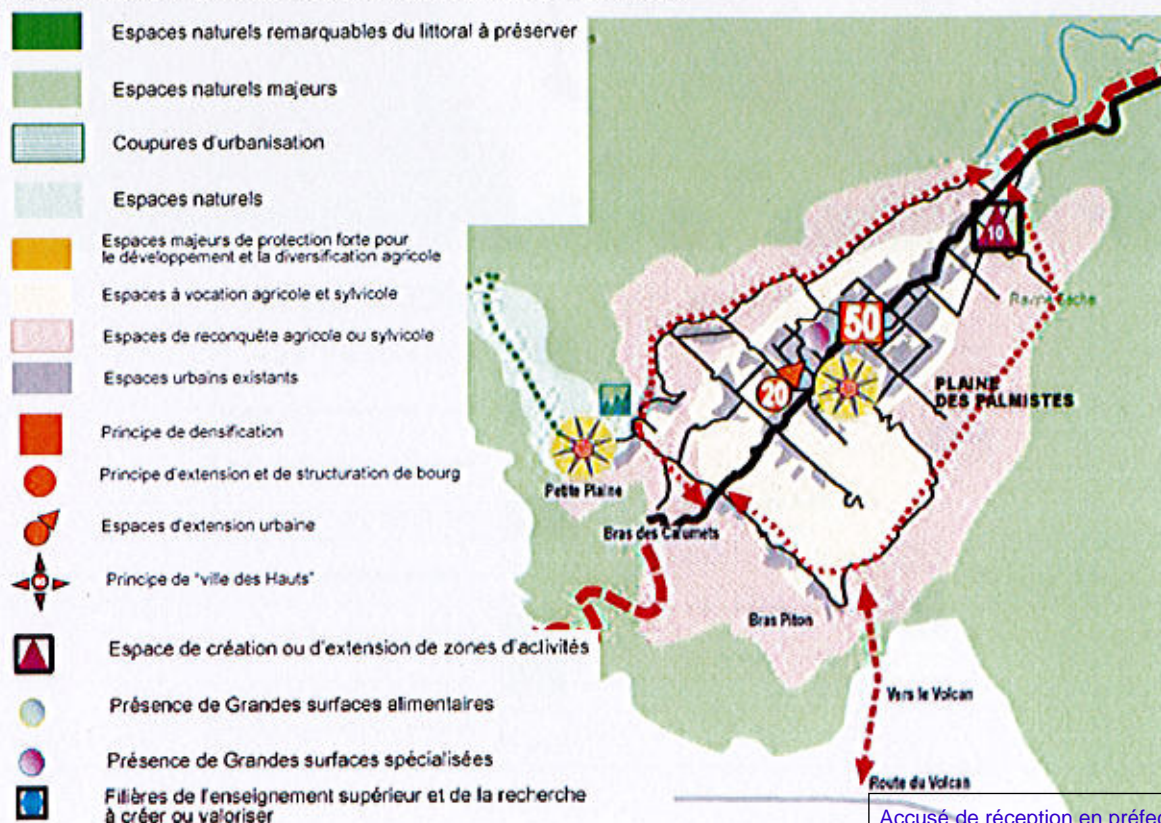 Espaces naturels remarquables du littoral à préserver
Espaces naturels majeurs
Coupures d'urbanisation
Espaces naturels
Espaces majeurs de protection forte pour
le développement et la diversification agricole
Espaces à vocation agricole et sylvicole
Espaces de reconquête agricole ou sylvicole
Espaces urbains existants
Principe de densification
Principe d'extension et de structuration de bourg
Espaces d'extension urbaine
Principe de "ville des Hauts"
Espace de création ou d'extension de zones d'activités
Présence de Grandes surfaces alimentaires
Présence de Grandes surfaces spécialisées
Filières de l'enseignement supérieur et de la recherche
à créer ou valoriser
10
50
20
PLAINE
DES PALMISTES
Petite Plaine
Bras des Calumets
Bras Piton
Vers le Volcan
Route du Volcan
Accusé de réception en préfec